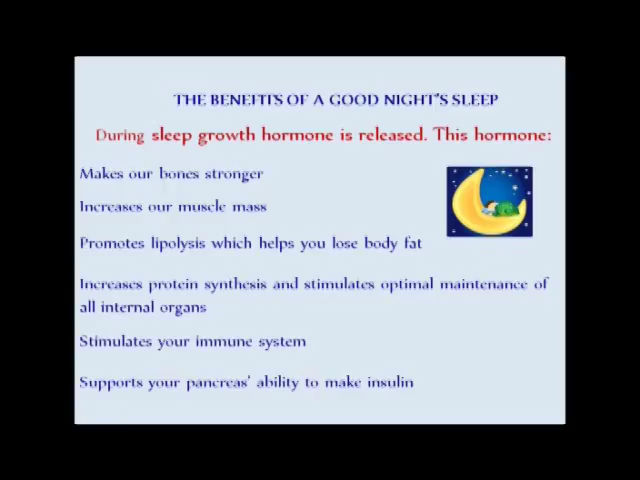 THE BENEFITS OF A GOOD NIGHT'S SLEEP
During sleep growth hormone is released. This hormone:
Makes our bones stronger
Increases our muscle mass
Promotes lipolysis which helps you lose body fat
Increases protein synthesis and stimulates optimal maintenance of
all internal organs
Stimulates your immune system
Supports your pancreas' ability to make insulin